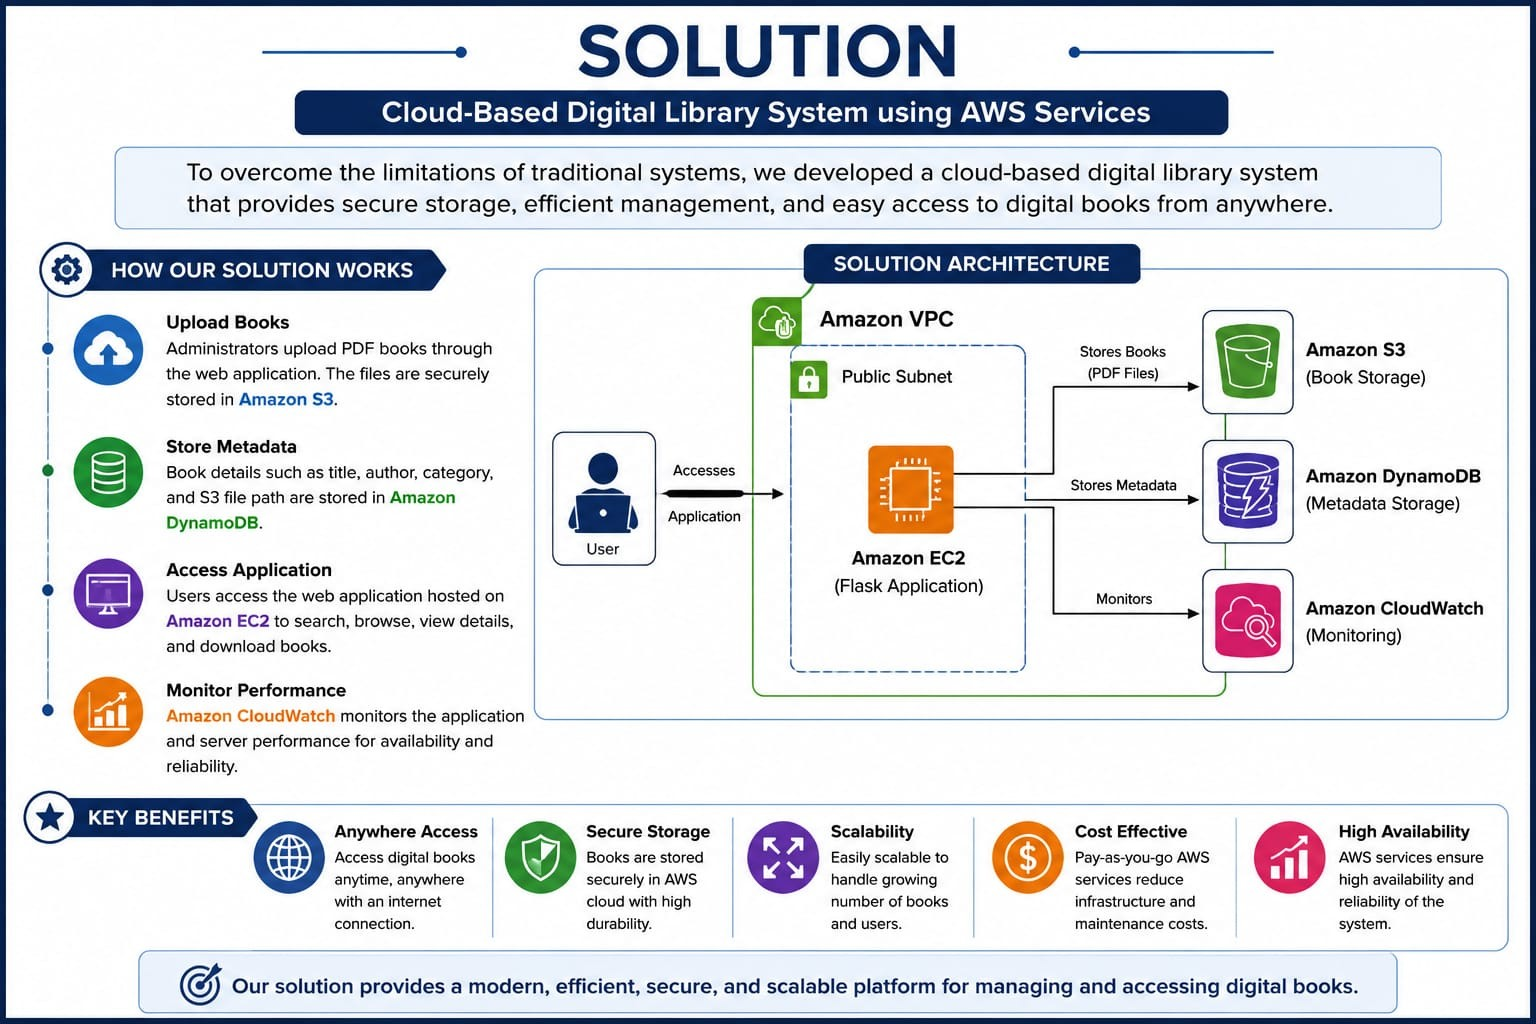 SOLUTION
Cloud-Based Digital Library System using AWS Services
To overcome the limitations of traditional systems, we developed a cloud-based digital library system
that provides secure storage, efficient management, and easy access to digital books from anywhere.
HOW OUR SOLUTION WORKS
Upload Books
Administrators upload PDF books through
the web application. The files are securely
stored in Amazon S3.
Store Metadata
Book details such as title, author, category,
and S3 file path are stored in Amazon
DynamoDB.
Access Application
Users access the web application hosted on
Amazon EC2 to search, browse, view details,
and download books.
Monitor Performance
Amazon CloudWatch monitors the application
and server performance for availability and
reliability.
SOLUTION ARCHITECTURE
Amazon VPC
Public Subnet
User
Accesses
Application
Amazon EC2
(Flask Application)
Stores Books
(PDF Files)
Stores Metadata
Monitors
Amazon S3
(Book Storage)
Amazon DynamoDB
(Metadata Storage)
Amazon CloudWatch
(Monitoring)
KEY BENEFITS
Anywhere Access
Access digital books
anytime, anywhere
with an internet
connection.
Secure Storage
Books are stored
securely in AWS
cloud with high
durability.
Scalability
Easily scalable to
handle growing
number of books
and users.
Cost Effective
Pay-as-you-go AWS
services reduce
infrastructure and
maintenance costs.
High Availability
AWS services ensure
high availability and
reliability of the
system.
Our solution provides a modern, efficient, secure, and scalable platform for managing and accessing digital books.